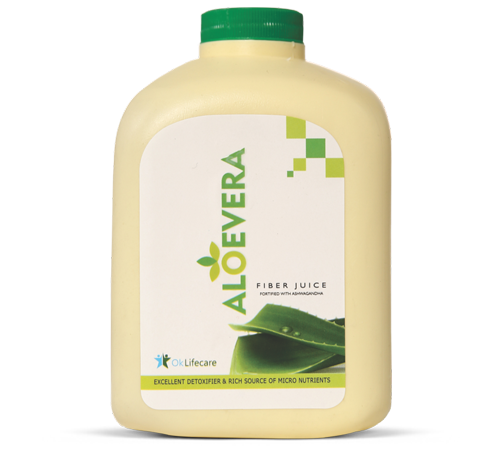 ALOEVERA
FIBER JUICE
FORTIFIED WITH ASHWAGANDHA
OkLifecare
EXCELLENT DETOXIFIER & RICH SOURCE OF MICRO NUTRIENTS